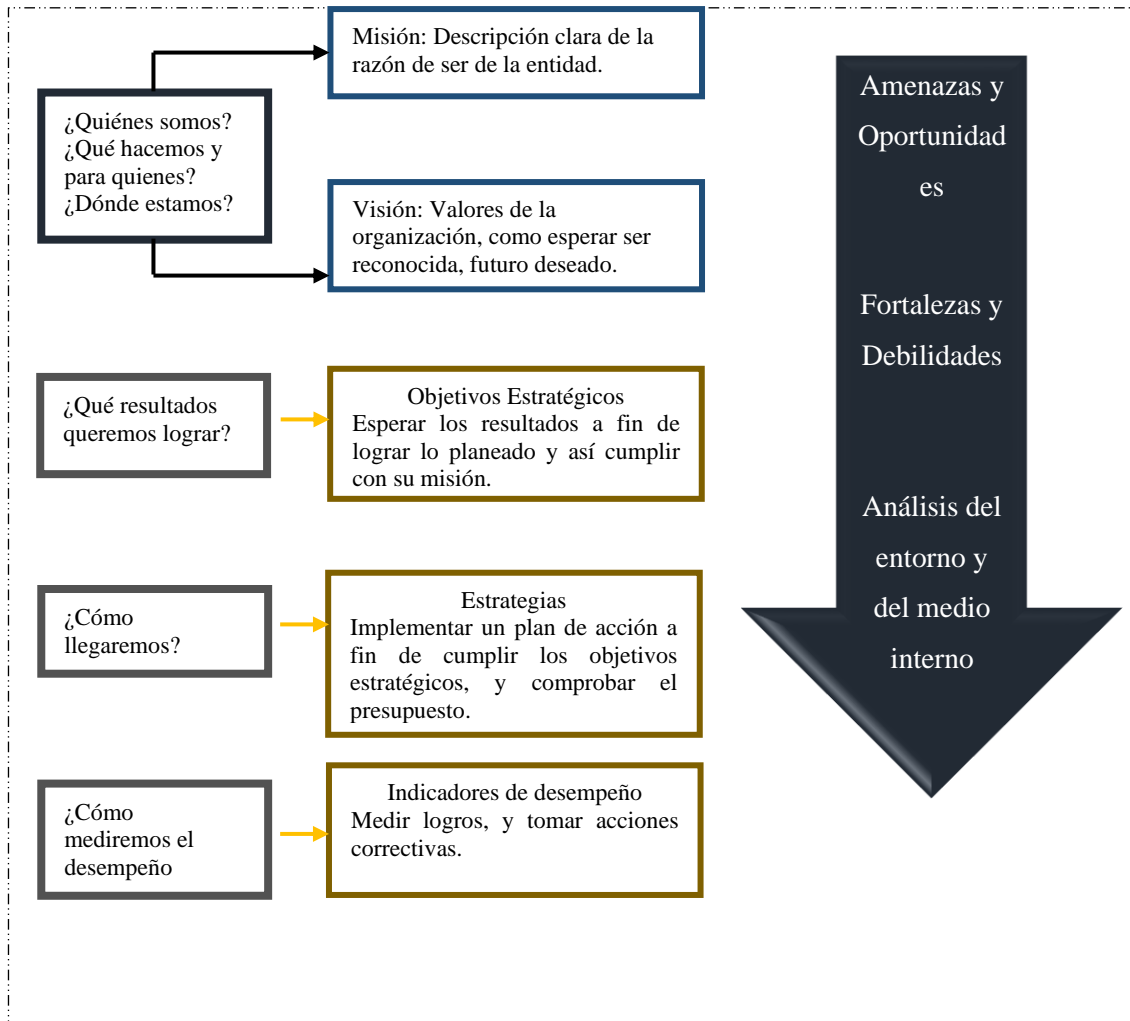 ¿Quiénes somos?
¿Qué hacemos y
para quienes?
¿Dónde estamos?
Misión: Descripción clara de la
razón de ser de la entidad.
Visión: Valores de la
organización, como esperar ser
reconocida, futuro deseado.
¿Qué resultados
queremos lograr?
Objetivos Estratégicos
Esperar los resultados a fin de
lograr lo planeado y así cumplir
con su misión.
¿Cómo
llegaremos?
Estrategias
Implementar un plan de acción a
fin de cumplir los objetivos
estratégicos, y comprobar el
presupuesto.
¿Cómo
mediremos el
desempeño
Indicadores de desempeño
Medir logros, y tomar acciones
correctivas.
Amenazas y
Oportunidad
es
Fortalezas y
Debilidades
Análisis del
entorno y
del medio
interno